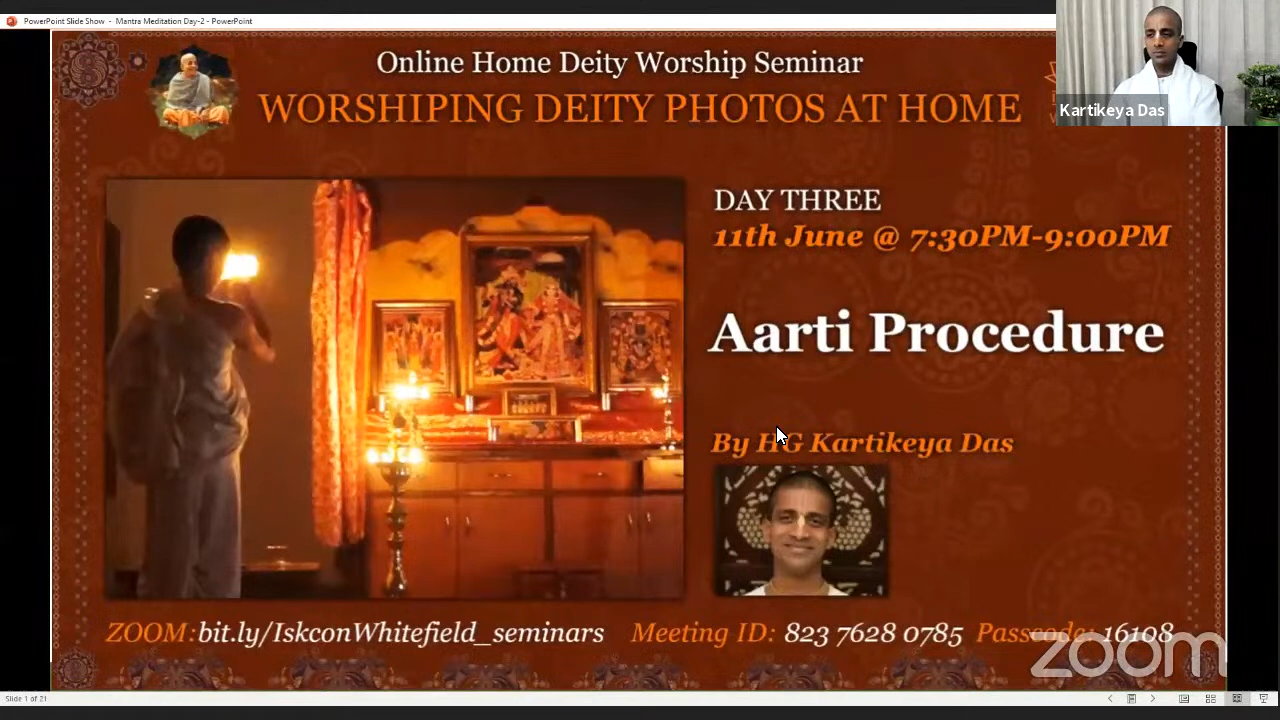 PowerPoint Slide Show - Mantra Meditation Day-2 - PowerPoint
Online Home Deity Worship Seminar
WORSHIPING DEITY PHOTOS AT HOME
Kartikeya Das
DAY THREE
11th June @ 7:30PM-9:00PM
Aarti Procedure
By HG Kartikeya Das
ZOOM: bit.ly/IskconWhitefield_seminars Meeting ID: 823 7628 0785 Passcode: 16108
zoom
Slide 1 of 21